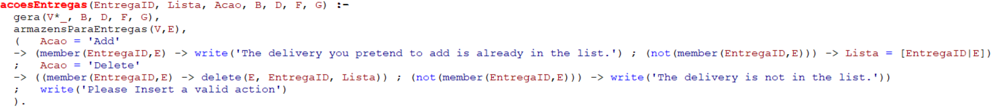 acoesEntregas(EntregaID, Lista, Acao, B, D, F, G) :-
  gera(V*_, B, D, F, G),
  armazensParaEntregas(V,E),
  (   Acao = 'Add'
  -> (member(EntregaID,E) -> write('The delivery you pretend to add is already in the list.') ; (not(member(EntregaID,E))) -> Lista = [EntregaID|E])
  ;   Acao = 'Delete'
  -> ((member(EntregaID,E) -> delete(E, EntregaID, Lista)) ; (not(member(EntregaID,E))) -> write('The delivery is not in the list.'))
  ;   write('Please Insert a valid action')
  ).